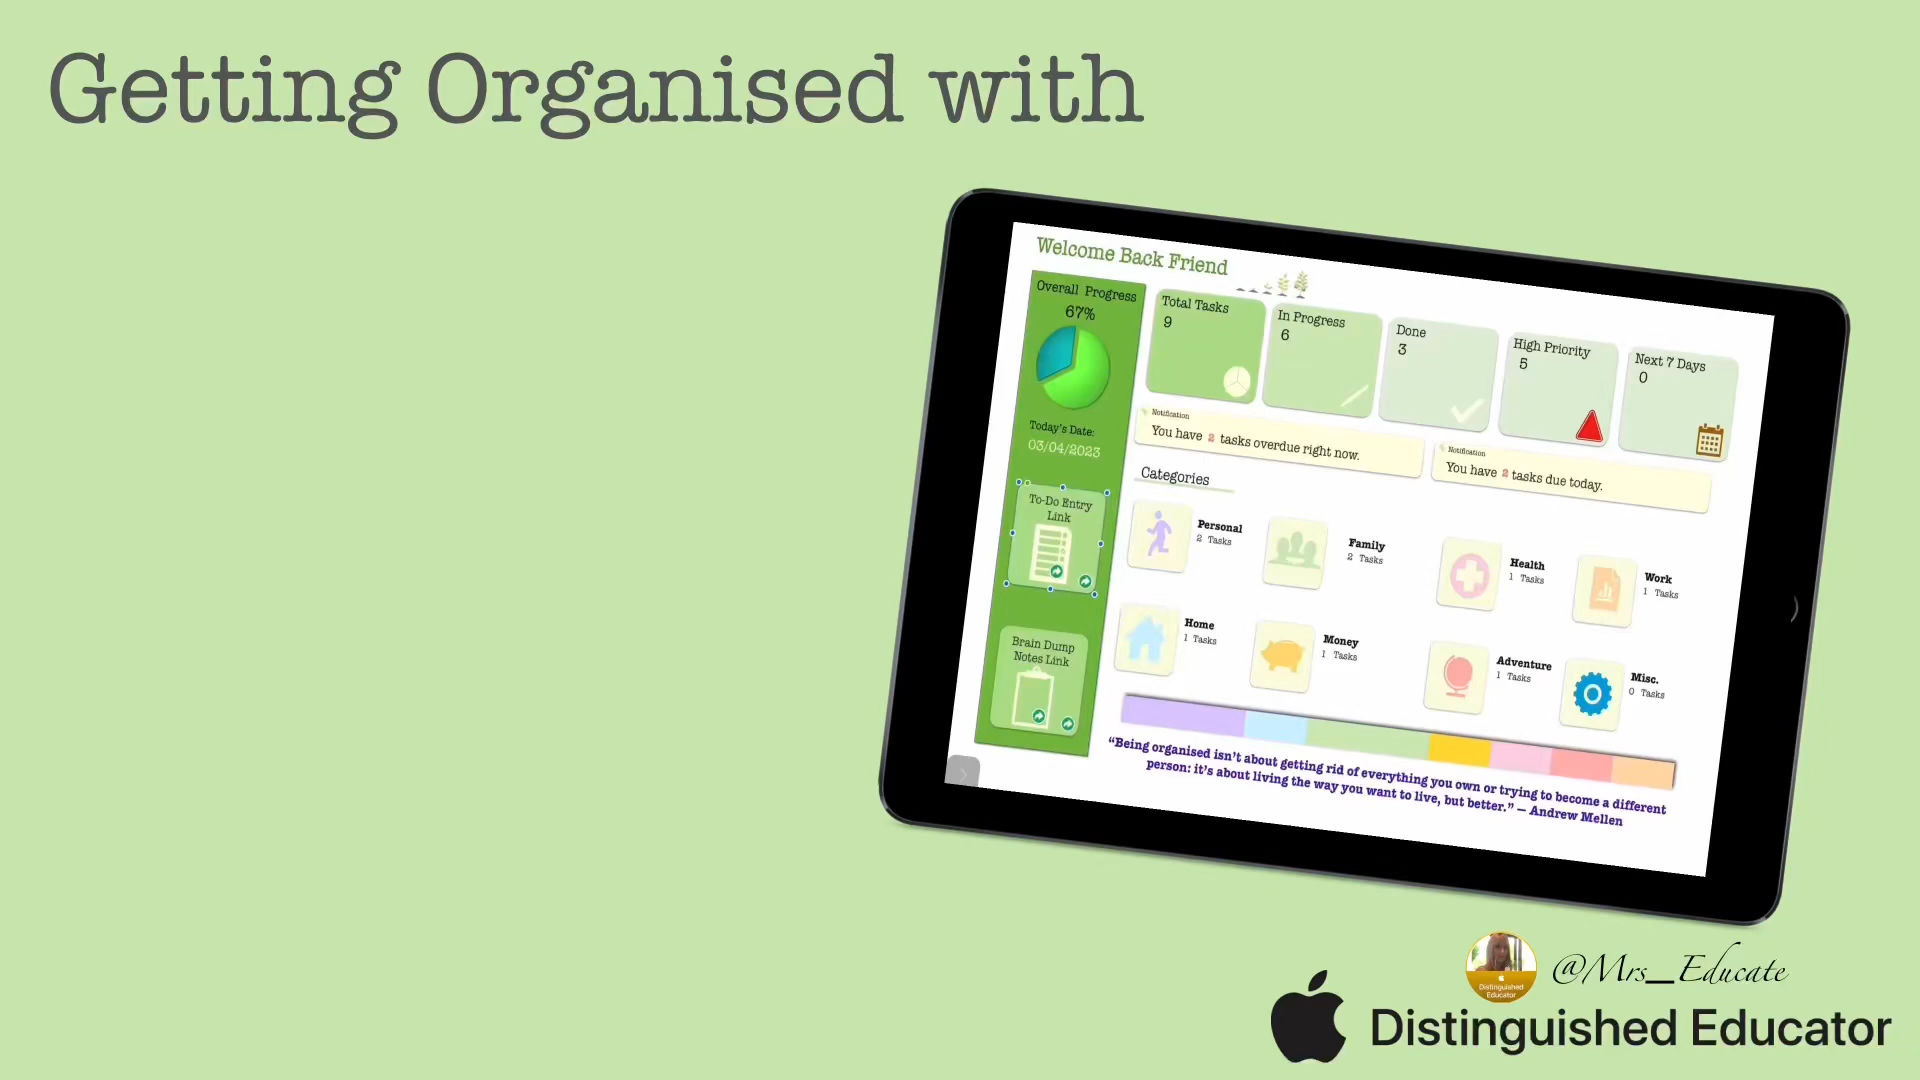 Getting Organised with
Welcome Back Friend
Overall Progress
67%
Today's Date:
03/04/2023
To-Do Entry
Link
Brain Dump
Notes Link
Total Tasks
9
In Progress
6
Done
3
High Priority
5
Next 7 Days
0
Notification
You have 2 tasks overdue right now.
Notification
You have 2 tasks due today.
Categories
Personal
2 Tasks
Family
2 Tasks
Health
1 Tasks
Work
1 Tasks
Home
1 Tasks
Money
1 Tasks
Adventure
1 Tasks
Misc.
0 Tasks
“Being organised isn’t about getting rid of everything you own or trying to become a different
person: it’s about living the way you want to live, but better.” — Andrew Mellen
Distinguished
Educator
@Mrs_Educate
Distinguished Educator